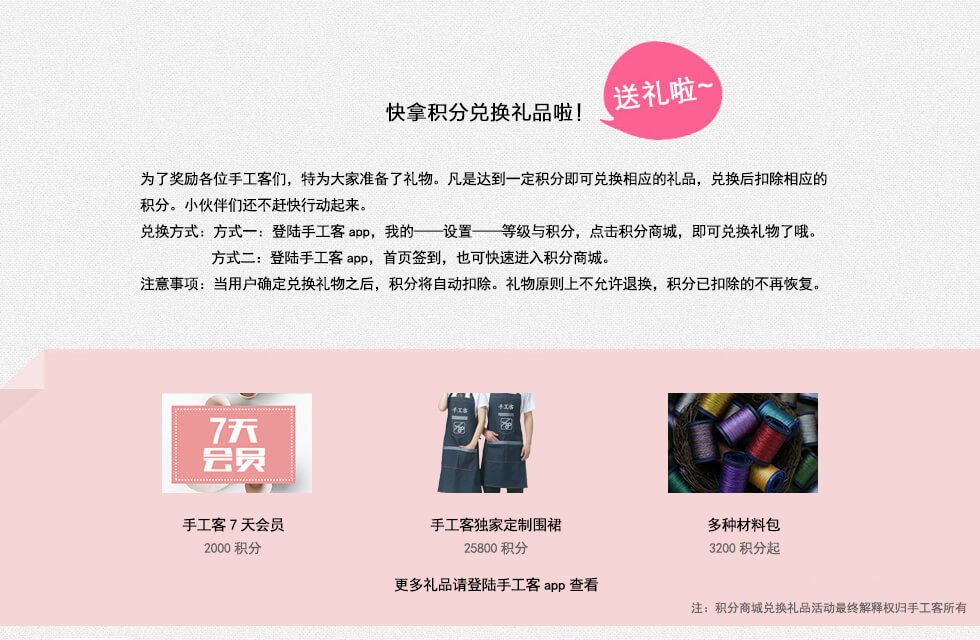 送礼啦~
快拿积分兑换礼品啦！
为了奖励各位手工客们，特为大家准备了礼物。凡是达到一定积分即可兑换相应的礼品，兑换后扣除相应的
积分。小伙伴们还不赶快行动起来。
兑换方式：方式一：登陆手工客 app，我的——设置——等级与积分，点击积分商城，即可兑换礼物了哦。
方式二：登陆手工客 app，首页签到，也可快速进入积分商城。
注意事项：当用户确定兑换礼物之后，积分将自动扣除。礼物原则上不允许退换，积分已扣除的不再恢复。
7天
会员
手工客
手工客
手工客 7 天会员
手工客独家定制围裙
多种材料包
2000 积分
25800 积分
3200 积分起
更多礼品请登陆手工客 app 查看
注：积分商城兑换礼品活动最终解释权归手工客所有